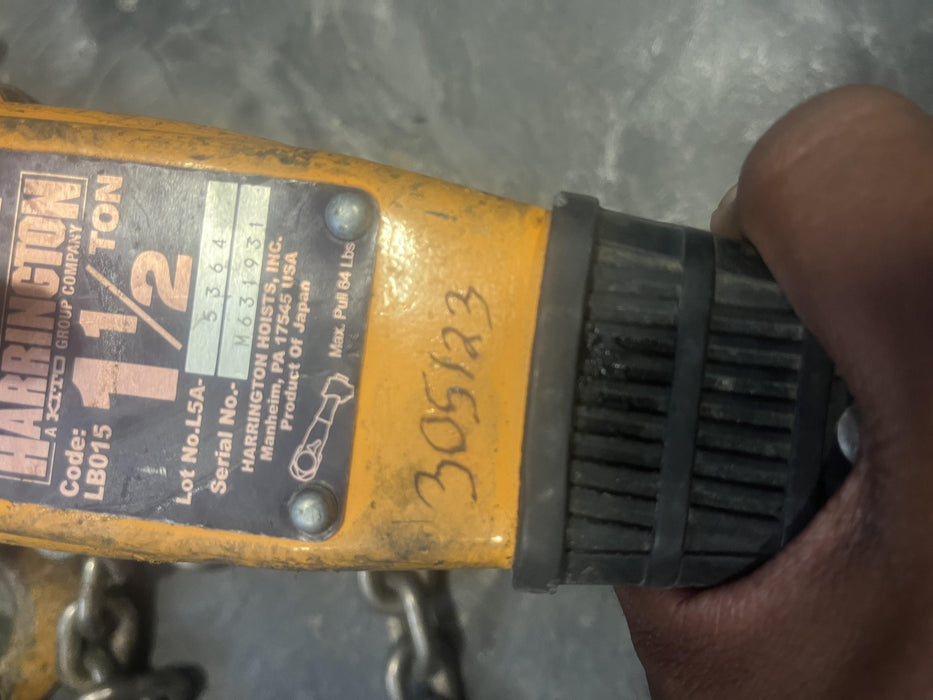 HARRINGTON
A KITO GROUP COMPANY
Code:
LB015
1 1/2 TON
Lot No.L5A- 5364
Serial No.- M631931
HARRINGTON HOISTS, INC.
Manheim, PA 17545 USA
Product of Japan
Max. Pull 64 Lbs
305123